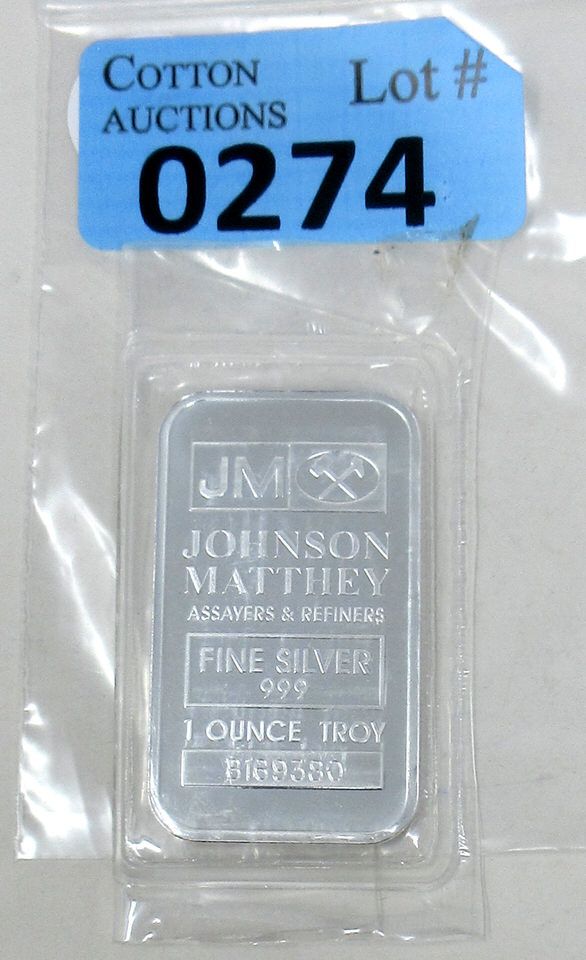 COTTON
AUCTIONS
Lot #
0274
JM
JOHNSON
MATTHEY
ASSAYERS & REFINERS
FINE SILVER
999
1 OUNCE TROY
B169380